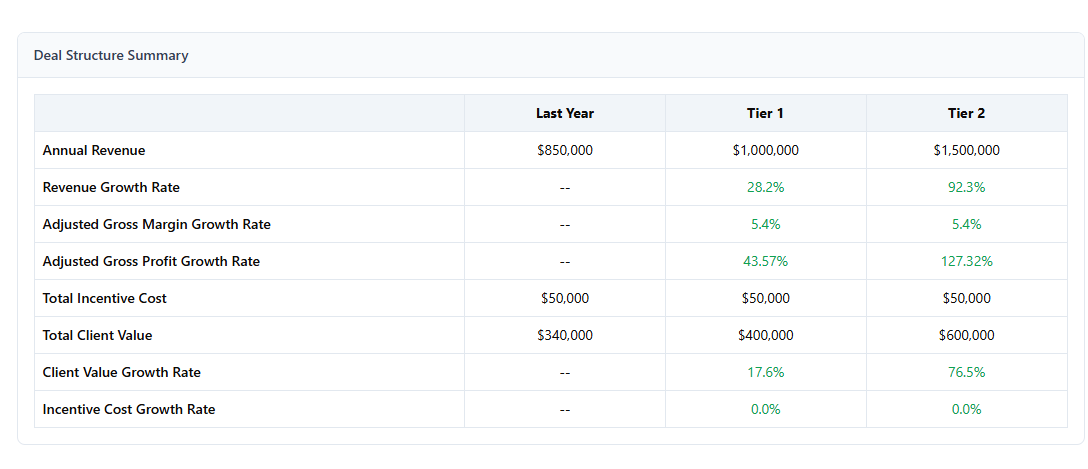 Deal Structure Summary
Last Year Tier 1 Tier 2
Annual Revenue $850,000 $1,000,000 $1,500,000
Revenue Growth Rate -- 28.2% 92.3%
Adjusted Gross Margin Growth Rate -- 5.4% 5.4%
Adjusted Gross Profit Growth Rate -- 43.57% 127.32%
Total Incentive Cost $50,000 $50,000 $50,000
Total Client Value $340,000 $400,000 $600,000
Client Value Growth Rate -- 17.6% 76.5%
Incentive Cost Growth Rate -- 0.0% 0.0%